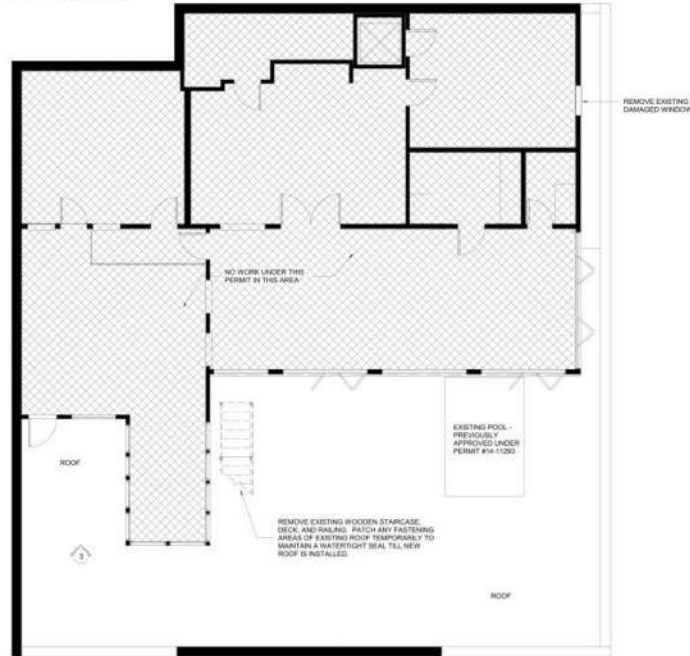 REMOVE EXISTING
DAMAGED WINDOW
NO WORK UNDER THIS
PERMIT IN THIS AREA
EXISTING POOL -
PREVIOUSLY
APPROVED UNDER
PERMIT #14-11293
ROOF
REMOVE EXISTING WOODEN STAIRCASE,
DECK, AND RAILING. PATCH ANY FASTENING
AREAS OF EXISTING ROOF TEMPORARILY TO
MAINTAIN A WATERTIGHT SEAL TILL NEW
ROOF IS INSTALLED.
3
ROOF